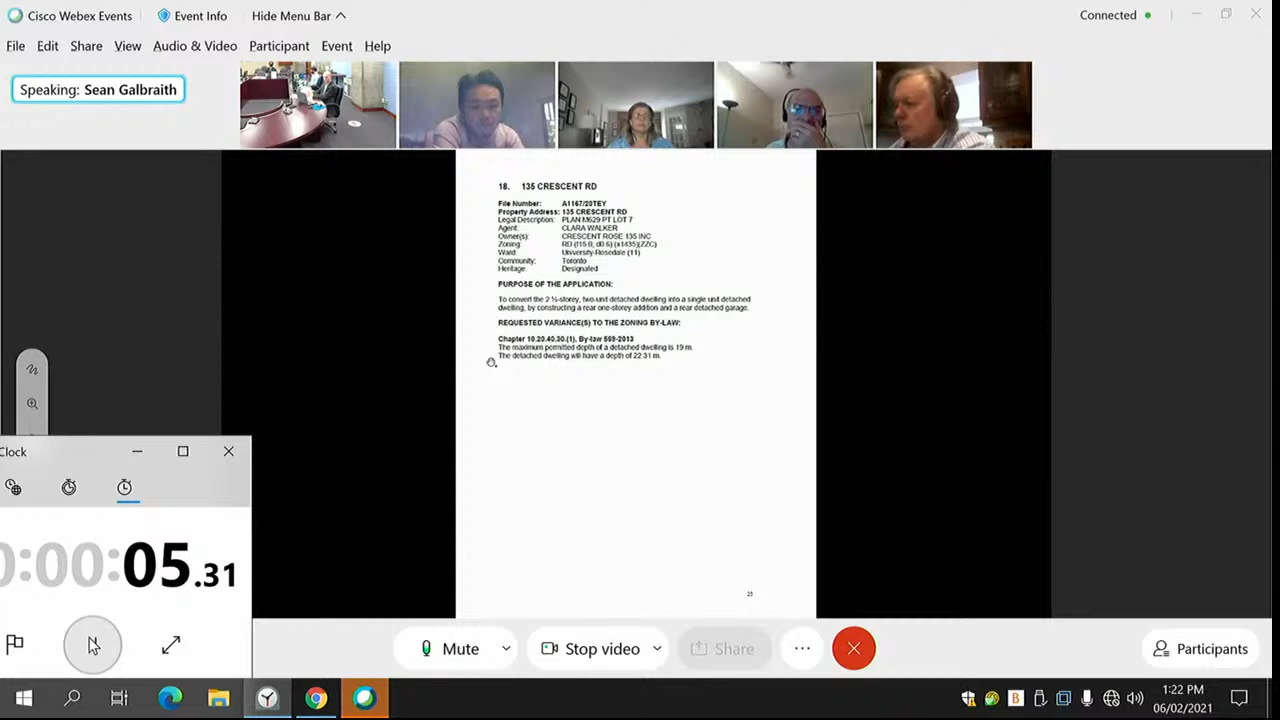 Cisco Webex Events
Event Info
Hide Menu Bar
Connected
File Edit Share View Audio & Video Participant Event Help
Speaking: Sean Galbraith
18. 135 CRESCENT RD
File Number: A1167/20TEY
Property Address: 135 CRESCENT RD
Legal Description: PLAN M629 PT LOT 7
Agent: CLARA WALKER
Owner(s): CRESCENT ROSE 135 INC
Zoning: RD (f15.0; d0.6) (x1435)(ZZC)
Ward: University-Rosedale (11)
Community: Toronto
Heritage: Designated
PURPOSE OF THE APPLICATION:
To convert the 2 ½-storey, two-unit detached dwelling into a single unit detached
dwelling, by constructing a rear one-storey addition and a rear detached garage.
REQUESTED VARIANCE(S) TO THE ZONING BY-LAW:
Chapter 10.20.40.30.(1), By-law 569-2013
The maximum permitted depth of a detached dwelling is 19 m.
The detached dwelling will have a depth of 22.31 m.
Clock
0:00:05.31
Mute
Stop video
Share
Participants
1:22 PM
06/02/2021